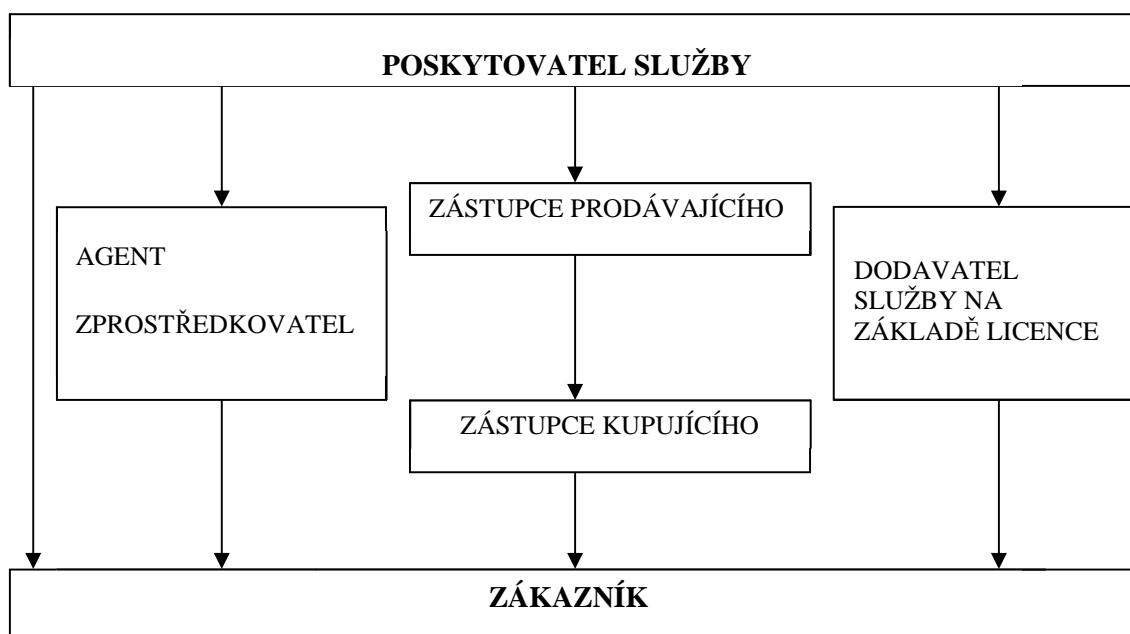 POSKYTOVATEL SLUŽBY
AGENT
ZPROSTŘEDKOVATEL
ZÁSTUPCE PRODÁVAJÍCÍHO
ZÁSTUPCE KUPUJÍCÍHO
DODAVATEL
SLUŽBY NA
ZÁKLADĚ LICENCE
ZÁKAZNÍK